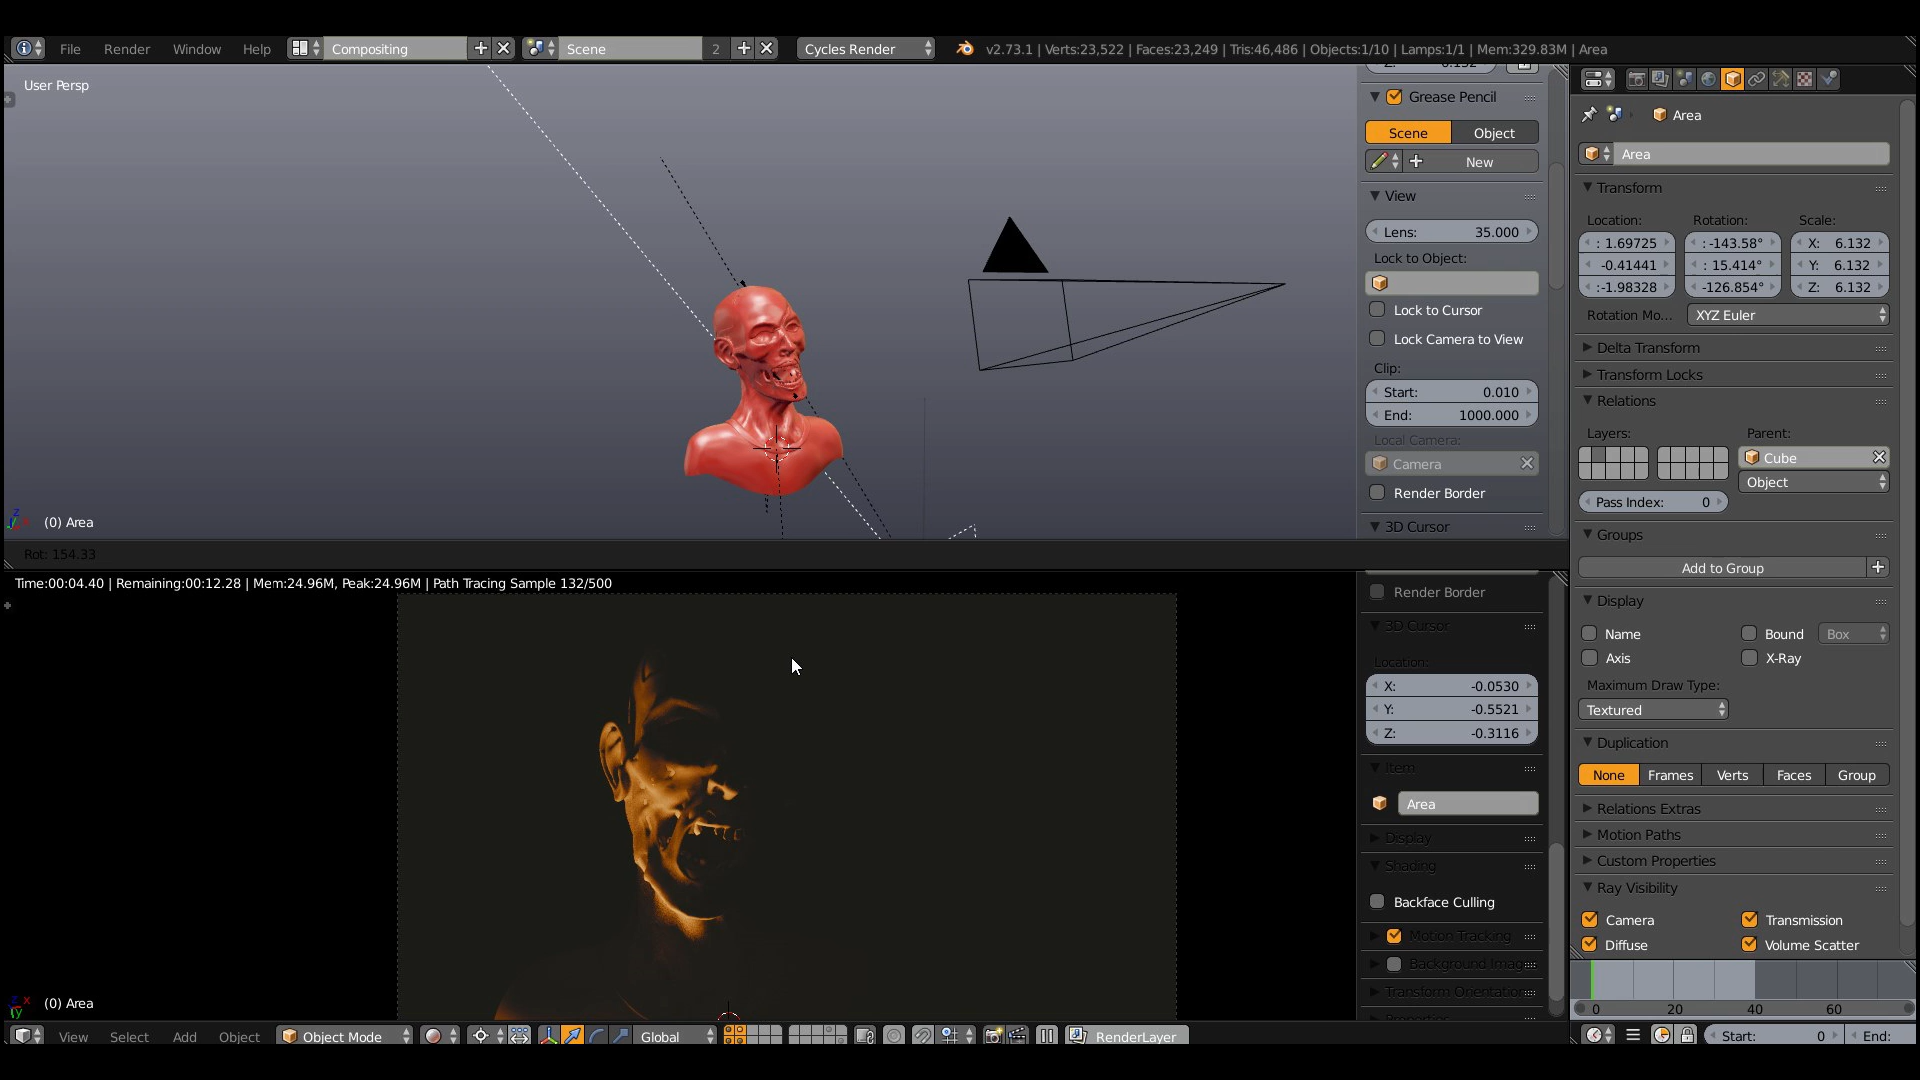 File Render Window Help Compositing Scene 2 Cycles Render v2.73.1 | Verts:23,522 | Faces:23,249 | Tris:46,486 | Objects:1/10 | Lamps:1/1 | Mem:329.83M | Area
User Persp
Grease Pencil
Scene Object
New
View
Lens: 35.000
Lock to Object:
Lock to Cursor
Lock Camera to View
Clip:
Start: 0.010
End: 1000.000
Local Camera:
Camera
Render Border
3D Cursor
(0) Area
Rot: 154.33
Time:00:04.40 | Remaining:00:12.28 | Mem:24.96M, Peak:24.96M | Path Tracing Sample 132/500
Render Border
3D Cursor
Location:
X: -0.0530
Y: -0.5521
Z: -0.3116
Item
Area
Display
Shading
Backface Culling
Motion Tracking
Background Imag
Transform Orientation
(0) Area
View Select Add Object Object Mode Global RenderLayer
Area
Area
Transform
Location: Rotation: Scale:
: 1.69725 : -143.58° X: 6.132
-0.41441 : 15.414° Y: 6.132
:-1.98328 -126.854° Z: 6.132
Rotation Mo... XYZ Euler
Delta Transform
Transform Locks
Relations
Layers: Parent:
Cube
Object
Pass Index: 0
Groups
Add to Group
Display
Name Bound Box
Axis X-Ray
Maximum Draw Type:
Textured
Duplication
None Frames Verts Faces Group
Relations Extras
Motion Paths
Custom Properties
Ray Visibility
Camera Transmission
Diffuse Volume Scatter
0 20 40 60
Start: 0 End: